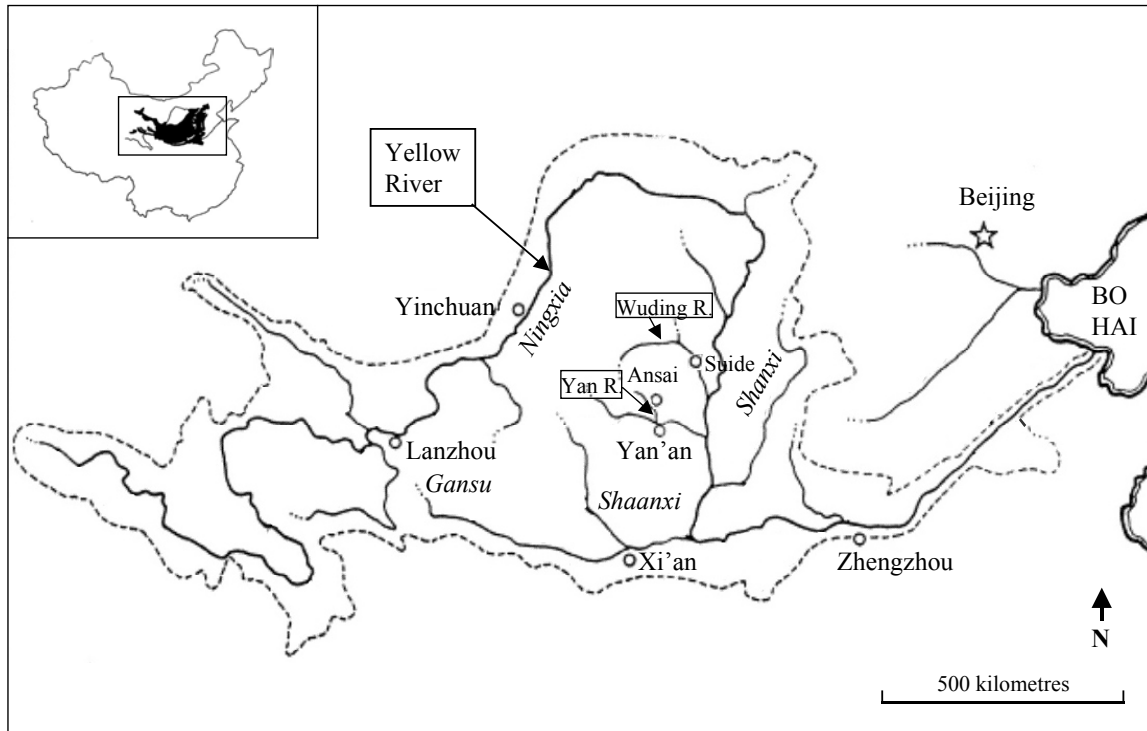 Yellow
River
Beijing
Yinchuan
Ningxia
Wuding R.
BO
HAI
Suide
Shanxi
Yan R.
Ansai
Lanzhou
Yan’an
Gansu
Shaanxi
Xi’an
Zhengzhou
N
500 kilometres